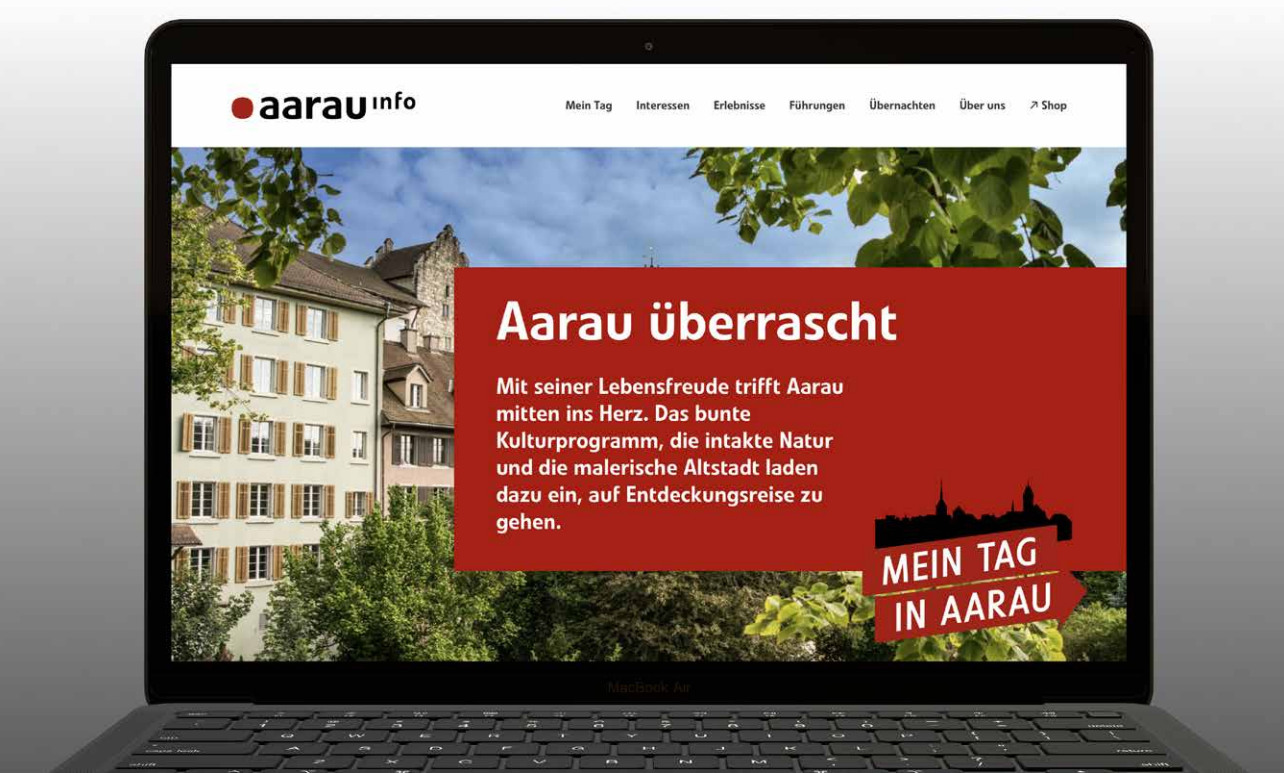 aarau info
Mein Tag Interessen Erlebnisse Führungen Übernachten Über uns ↗ Shop
Aarau überrascht
Mit seiner Lebensfreude trifft Aarau
mitten ins Herz. Das bunte
Kulturprogramm, die intakte Natur
und die malerische Altstadt laden
dazu ein, auf Entdeckungsreise zu
gehen.
MEIN TAG
IN AARAU
MacBook Air